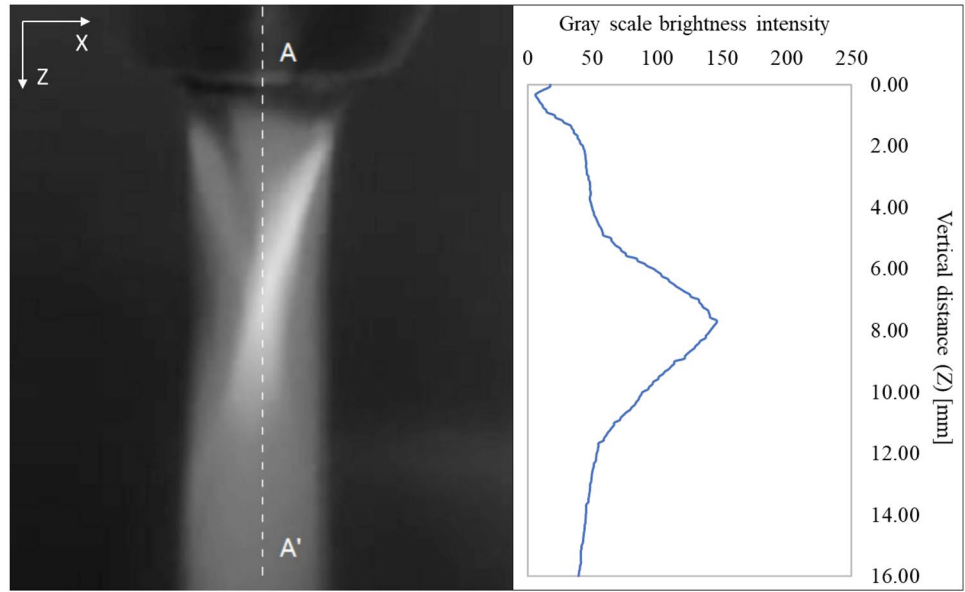 X
Z
A
A'
Gray scale brightness intensity
0 50 100 150 200 250
0.00
2.00
4.00
6.00
8.00
10.00
12.00
14.00
16.00
Vertical distance (Z) [mm]